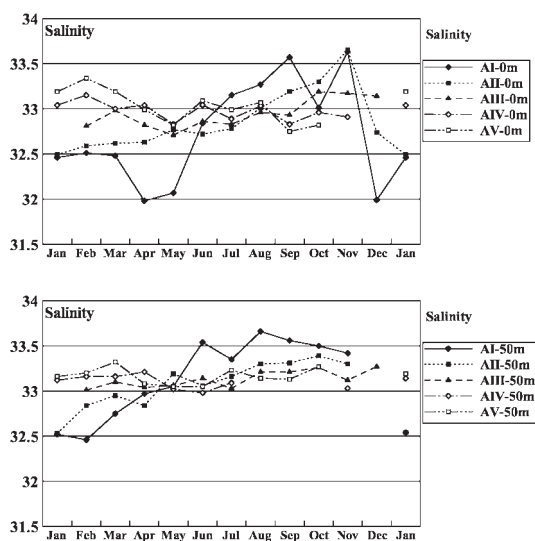 34
Salinity
33.5
33
32.5
32
31.5
Jan Feb Mar Apr May Jun Jul Aug Sep Oct Nov Dec Jan
Salinity
AI-0m
AII-0m
AIII-0m
AIV-0m
AV-0m
34
Salinity
33.5
33
32.5
32
31.5
Jan Feb Mar Apr May Jun Jul Aug Sep Oct Nov Dec Jan
Salinity
AI-50m
AII-50m
AIII-50m
AIV-50m
AV-50m